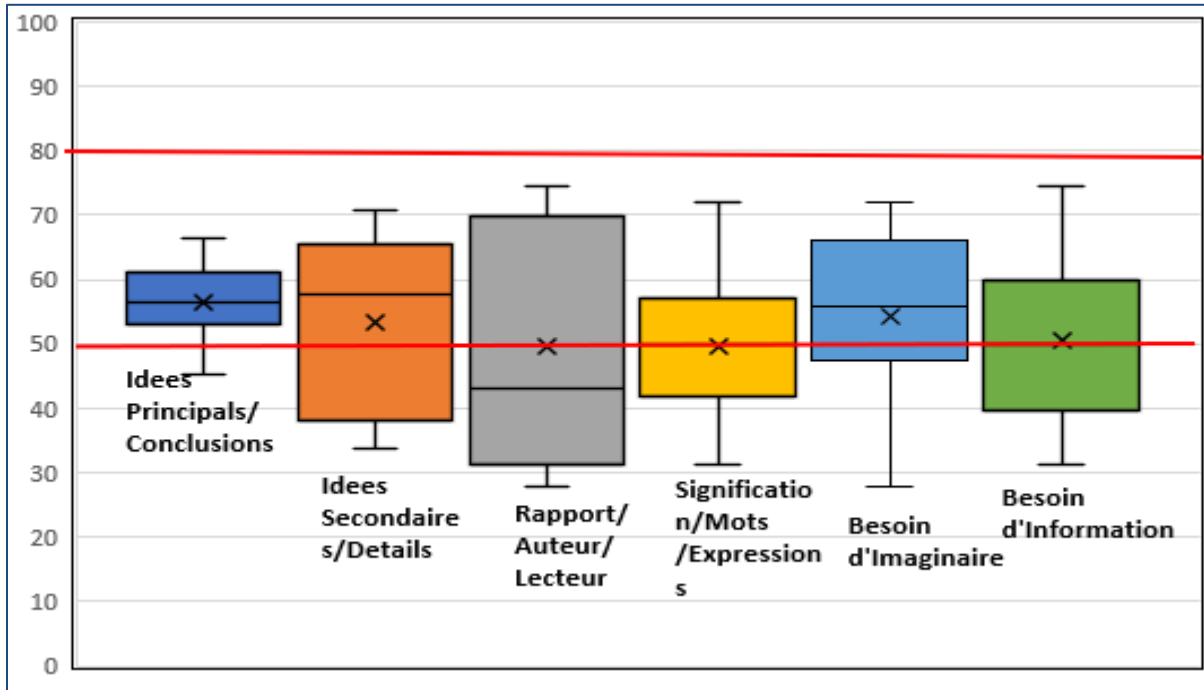 100
90
80
70
60
50
40
30
20
10
0
Idees
Principals/
Conclusions
Idees
Secondaire
s/Details
Rapport/
Auteur/
Lecteur
Significatio
n/Mots
/Expression
s
Besoin
d'Imaginaire
Besoin
d'Information